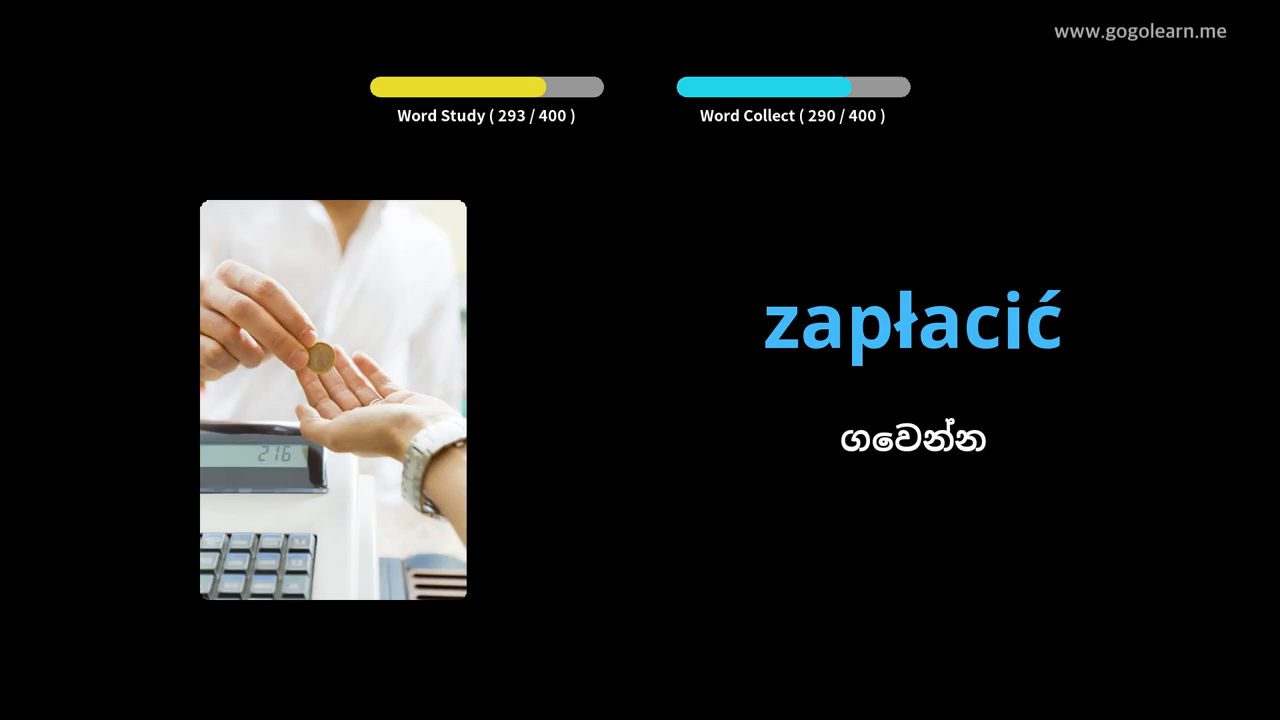 www.gogolearn.me
Word Study ( 293 / 400 )
Word Collect ( 290 / 400 )
zapłacić
ගවෙන්න
216